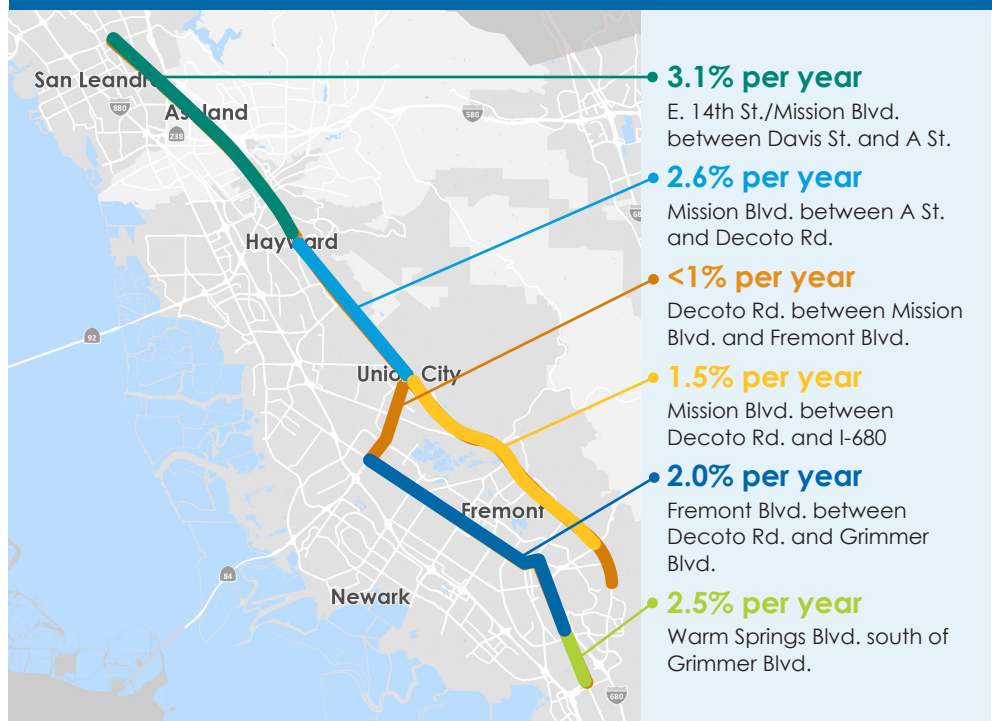 San Leandro
880
Ashland
238
580
Hayward
92
Union City
Fremont
84
Newark
680
3.1% per year
E. 14th St./Mission Blvd.
between Davis St. and A St.
2.6% per year
Mission Blvd. between A St.
and Decoto Rd.
<1% per year
Decoto Rd. between Mission
Blvd. and Fremont Blvd.
1.5% per year
Mission Blvd. between
Decoto Rd. and I-680
2.0% per year
Fremont Blvd. between
Decoto Rd. and Grimmer
Blvd.
2.5% per year
Warm Springs Blvd. south of
Grimmer Blvd.